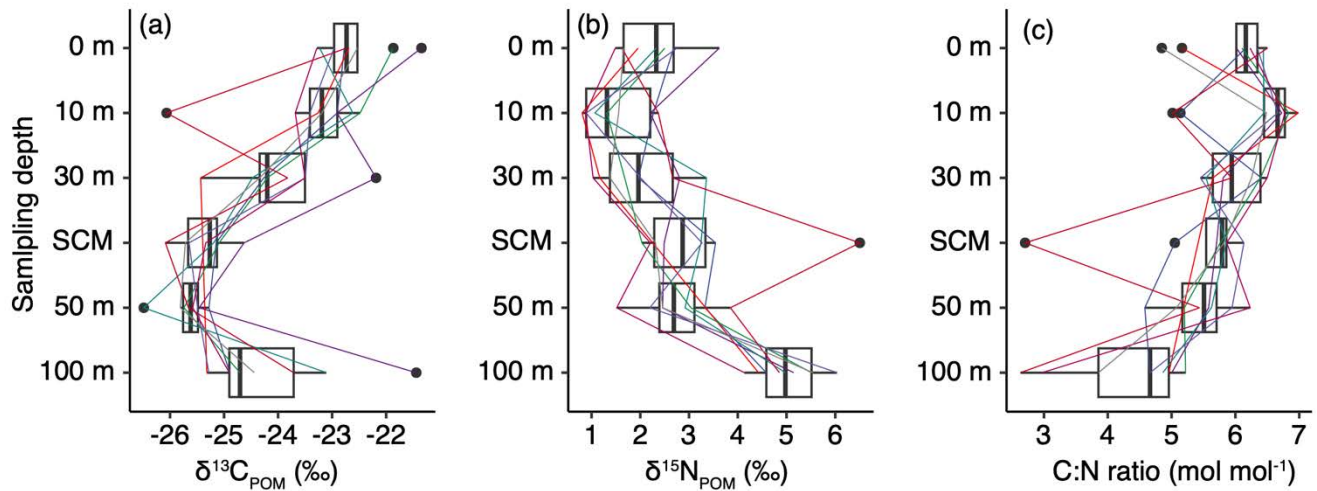 (a)
(b)
(c)
Sampling depth
0 m
10 m
30 m
SCM
50 m
100 m
0 m
10 m
30 m
SCM
50 m
100 m
0 m
10 m
30 m
SCM
50 m
100 m
-26 -25 -24 -23 -22
1 2 3 4 5 6
3 4 5 6 7
δ¹³C_POM (‰)
δ¹⁵N_POM (‰)
C:N ratio (mol mol⁻¹)